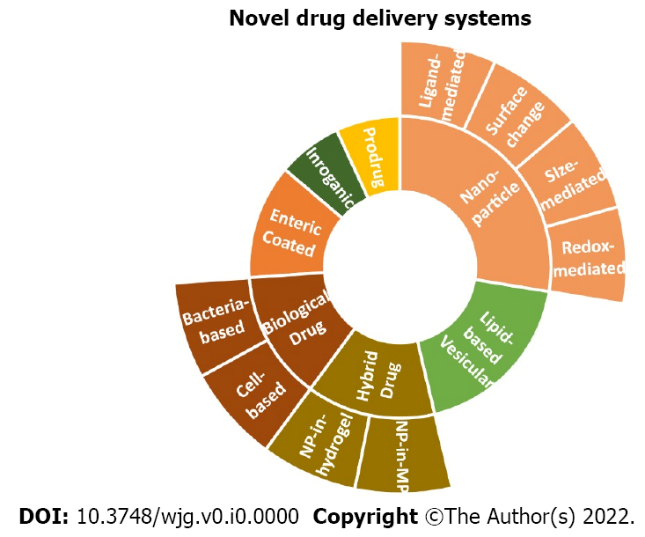 Novel drug delivery systems
Ligand-
mediated
Surface
change
SIze-
mediated
Redox-
mediated
Nano-
particle
Lipid-
based
Vesicular
Hybrid
Drug
NP-in-
hydrogel
NP-in-MP
Biological
Drug
Cell-
based
Bacteria-
based
Enteric
Coated
Inroganic
Prodrug
DOI: 10.3748/wjg.v0.i0.0000 Copyright ©The Author(s) 2022.